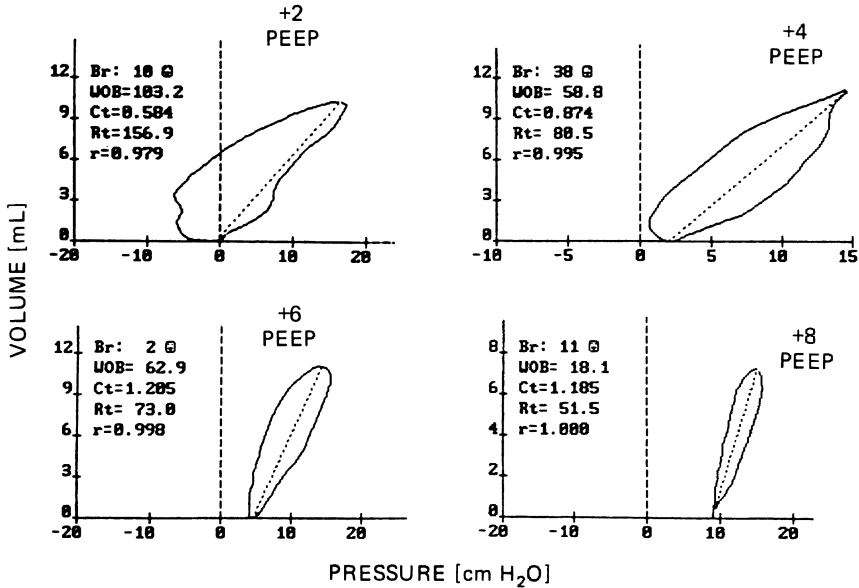 +2
PEEP
12
9
6
3
0
Br: 10
WOB=103.2
Ct=0.584
Rt=156.9
r=0.979
-20 -10 0 10 20
+4
PEEP
12
9
6
3
0
Br: 38
WOB= 58.8
Ct=0.874
Rt= 80.5
r=0.995
-10 -5 0 5 10 15
VOLUME [mL]
+6
PEEP
12
9
6
3
0
Br: 2
WOB= 62.9
Ct=1.205
Rt= 73.0
r=0.998
-20 -10 0 10 20
+8
PEEP
8
6
4
2
0
Br: 11
WOB= 18.1
Ct=1.185
Rt= 51.5
r=1.000
-20 -10 0 10 20
PRESSURE [cm H₂O]